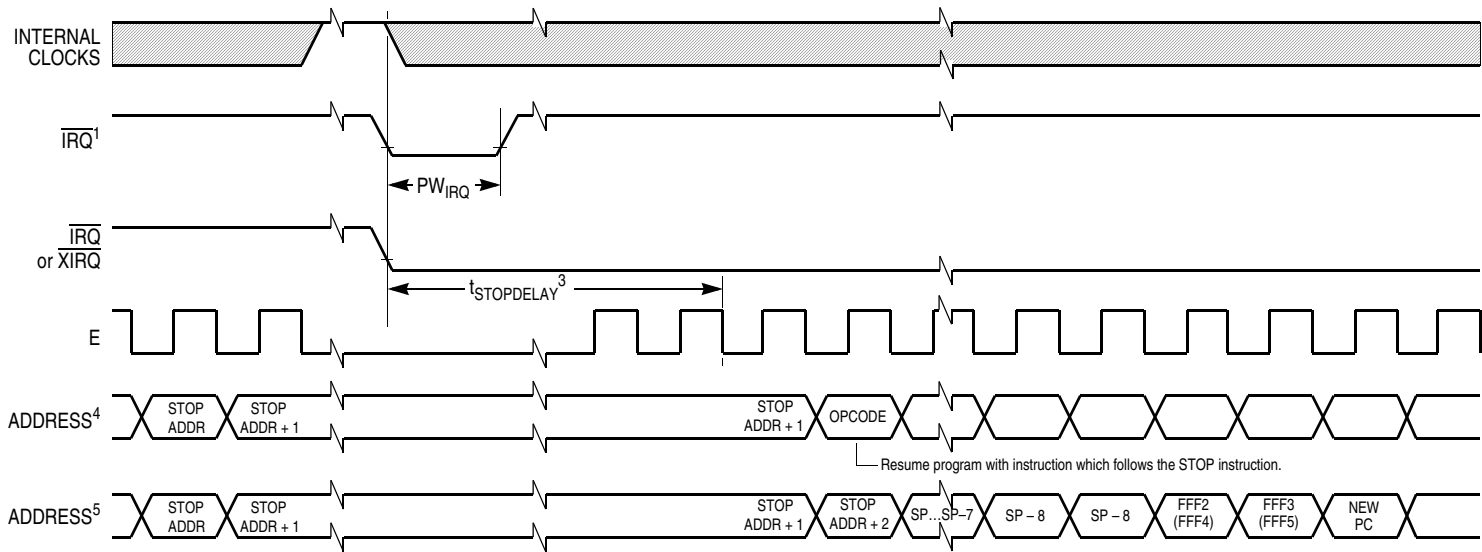 INTERNAL
CLOCKS
IRQ¹
PW_IRQ
IRQ
or XIRQ
t_STOPDELAY³
E
ADDRESS⁴
STOP
ADDR
STOP
ADDR + 1
STOP
ADDR + 1
OPCODE
Resume program with instruction which follows the STOP instruction.
ADDRESS⁵
STOP
ADDR
STOP
ADDR + 1
STOP
ADDR + 1
STOP
ADDR + 2
SP…SP–7
SP – 8
SP – 8
FFF2
(FFF4)
FFF3
(FFF5)
NEW
PC